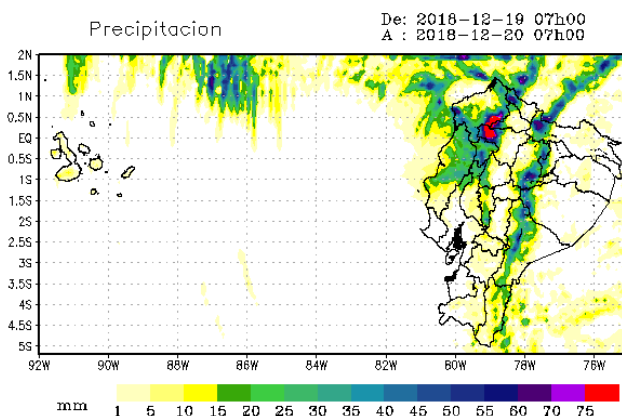 Precipitacion
De: 2018-12-19 07h00
A : 2018-12-20 07h00
2N
1.5N
1N
0.5N
EQ
0.5S
1S
1.5S
2S
2.5S
3S
3.5S
4S
4.5S
5S
92W 90W 88W 86W 84W 82W 80W 78W 76W
mm 1 5 10 15 20 25 30 35 40 45 50 55 60 70 75